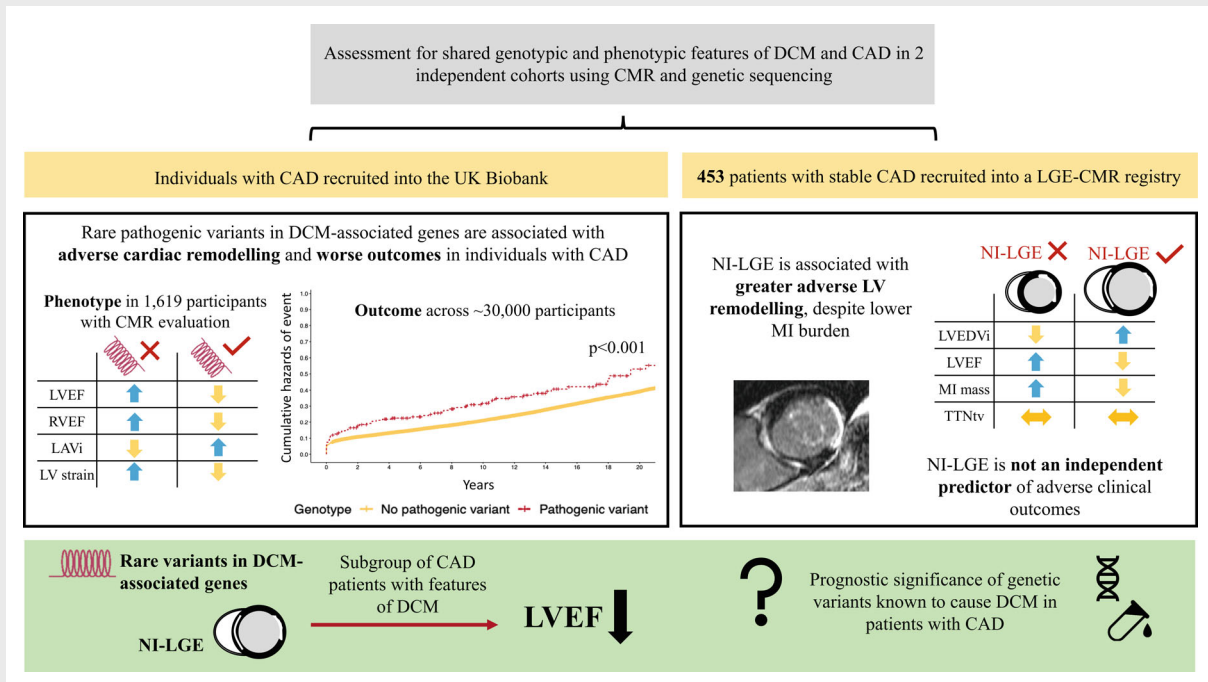 Assessment for shared genotypic and phenotypic features of DCM and CAD in 2
independent cohorts using CMR and genetic sequencing
Individuals with CAD recruited into the UK Biobank
Rare pathogenic variants in DCM-associated genes are associated with
adverse cardiac remodelling and worse outcomes in individuals with CAD
Phenotype in 1,619 participants
with CMR evaluation
LVEF
RVEF
LAVi
LV strain
Outcome across ~30,000 participants
p<0.001
Cumulative hazards of event
1.0
0.9
0.8
0.7
0.6
0.5
0.4
0.3
0.2
0.1
0.0
0 2 4 6 8 10 12 14 16 18 20
Years
Genotype No pathogenic variant Pathogenic variant
453 patients with stable CAD recruited into a LGE-CMR registry
NI-LGE is associated with
greater adverse LV
remodelling, despite lower
MI burden
NI-LGE NI-LGE
LVEDVi
LVEF
MI mass
TTNtv
NI-LGE is not an independent
predictor of adverse clinical
outcomes
Rare variants in DCM-
associated genes
NI-LGE
Subgroup of CAD
patients with features
of DCM
LVEF
?
Prognostic significance of genetic
variants known to cause DCM in
patients with CAD